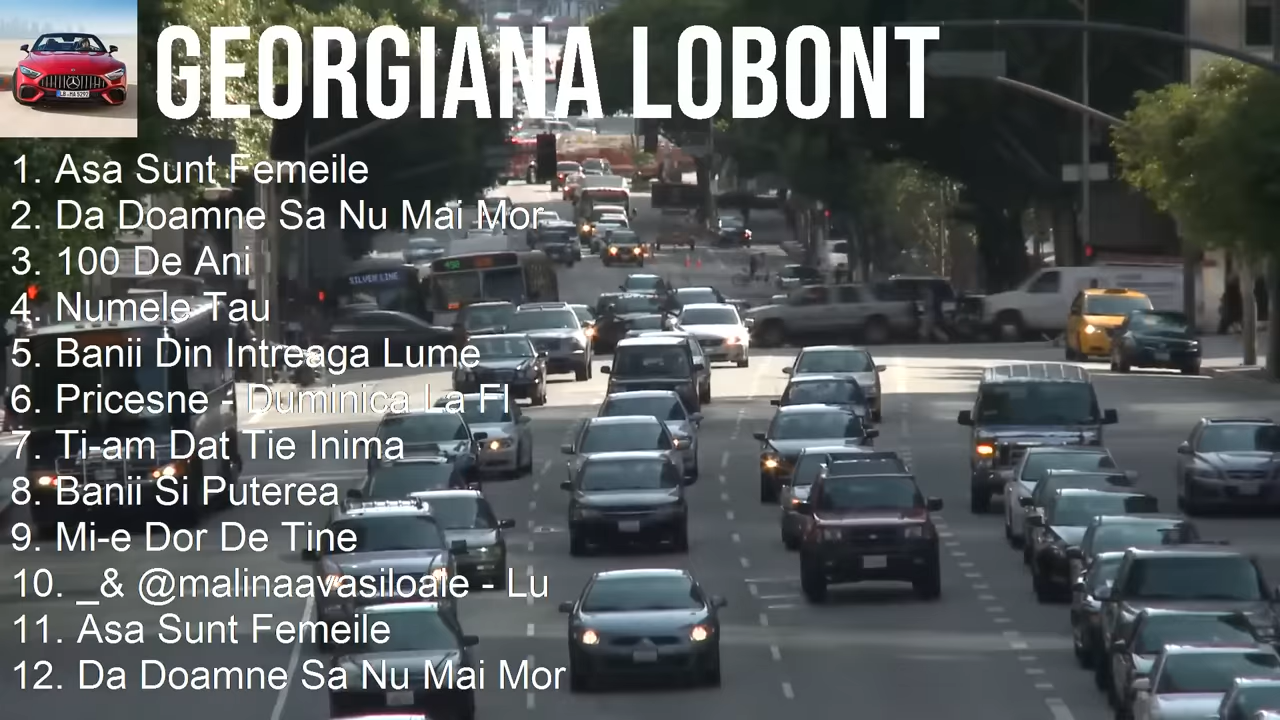 GEORGIANA LOBONT
1. Asa Sunt Femeile
2. Da Doamne Sa Nu Mai Mor
3. 100 De Ani
SILVER LINE
4. Numele Tau
5. Banii Din Intreaga Lume
6. Pricesne - Duminica La Fl
7. Ti-am Dat Tie Inima
8. Banii Si Puterea
9. Mi-e Dor De Tine
10. _& @malinaavasiloaie - Lu
11. Asa Sunt Femeile
12. Da Doamne Sa Nu Mai Mor